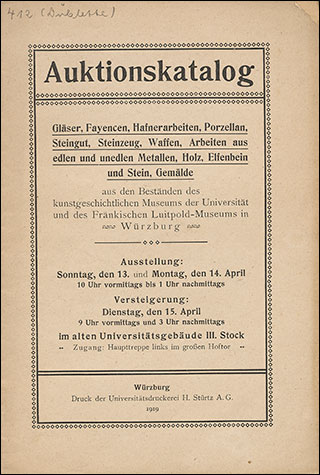 412 (Dublette)
Auktionskatalog
Gläser, Fayencen, Hafnerarbeiten, Porzellan,
Steingut, Steinzeug, Waffen, Arbeiten aus
edlen und unedlen Metallen, Holz, Elfenbein
und Stein, Gemälde
aus den Beständen des
kunstgeschichtlichen Museums der Universität
und des Fränkischen Luitpold-Museums in
Würzburg
Ausstellung:
Sonntag, den 13. und Montag, den 14. April
10 Uhr vormittags bis 1 Uhr nachmittags
Versteigerung:
Dienstag, den 15. April
9 Uhr vormittags und 3 Uhr nachmittags
im alten Universitätsgebäude III. Stock
-- Zugang: Haupttreppe links im großen Hoftor --
Würzburg
Druck der Universitätsdruckerei H. Stürtz A. G.
1919